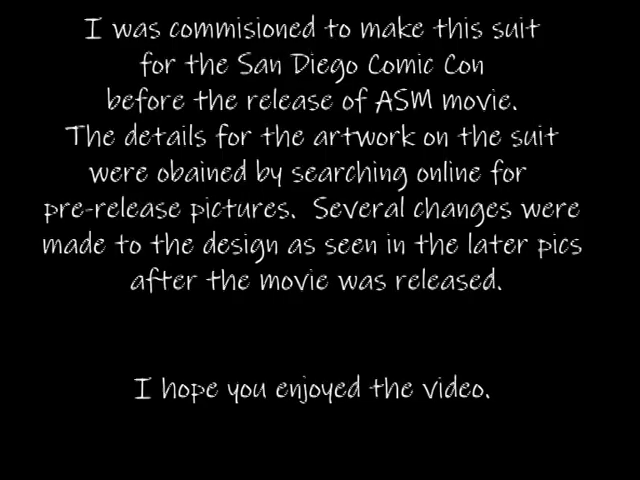 I was commisioned to make this suit
for the San Diego Comic Con
before the release of ASM movie.
The details for the artwork on the suit
were obained by searching online for
pre-release pictures.  Several changes were
made to the design as seen in the later pics
after the movie was released.
I hope you enjoyed the video.